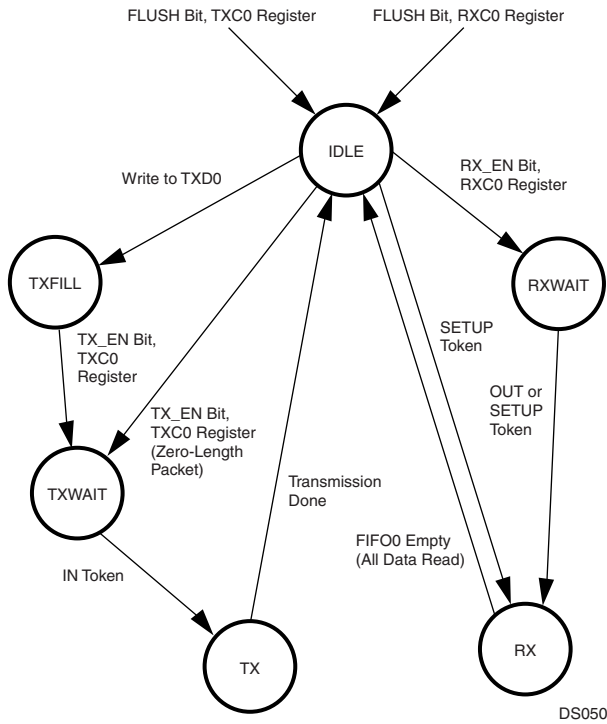 FLUSH Bit, TXC0 Register
FLUSH Bit, RXC0 Register
IDLE
Write to TXD0
RX_EN Bit,
RXC0 Register
TXFILL
RXWAIT
TX_EN Bit,
TXC0
Register
SETUP
Token
OUT or
SETUP
Token
TX_EN Bit,
TXC0 Register
(Zero-Length
Packet)
TXWAIT
Transmission
Done
FIFO0 Empty
(All Data Read)
IN Token
TX
RX
DS050